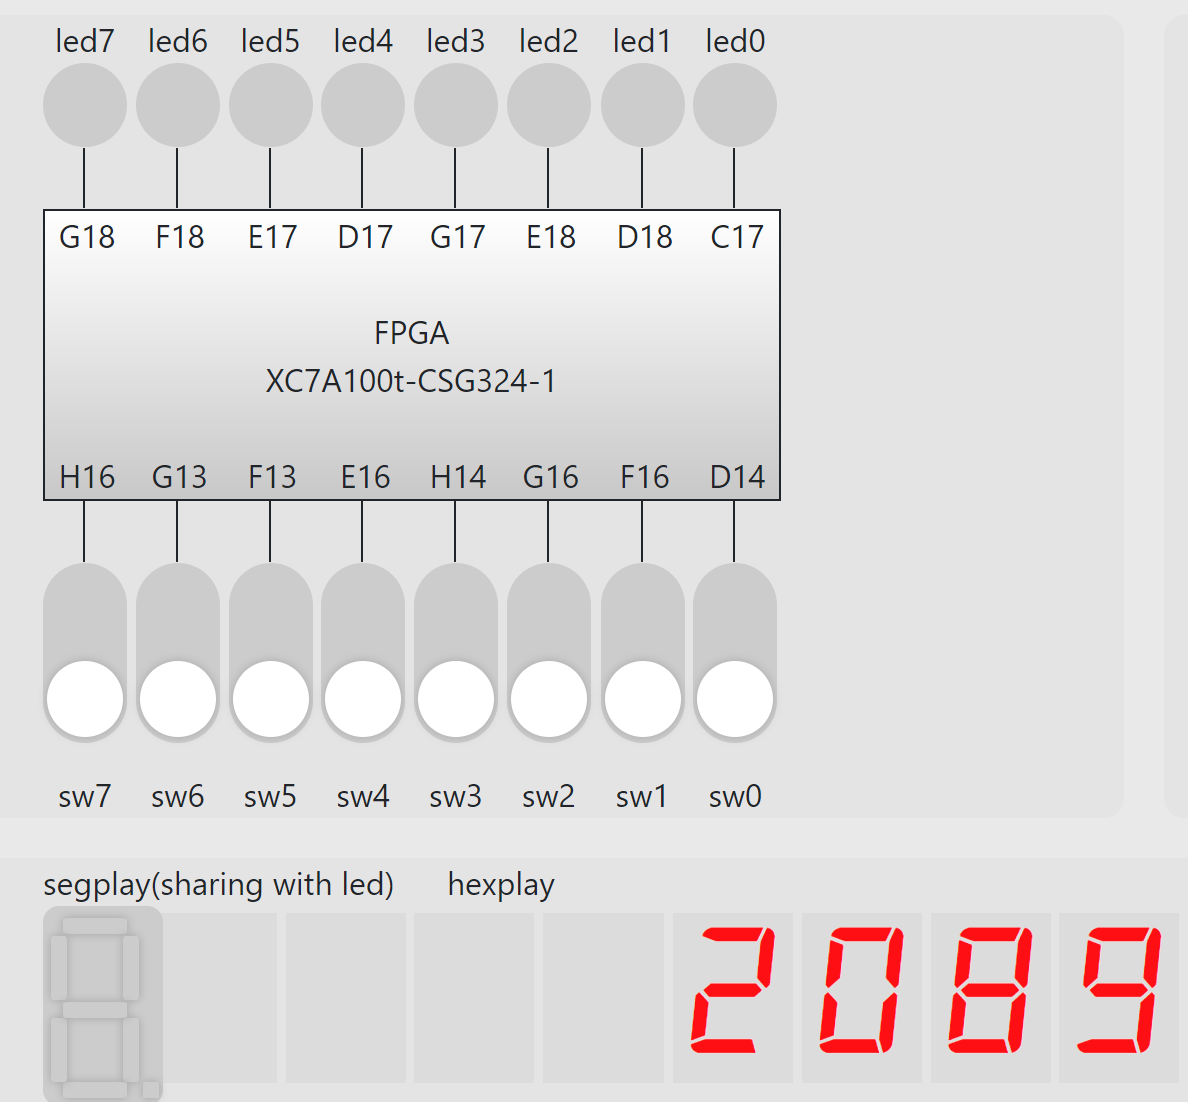 led7 led6 led5 led4 led3 led2 led1 led0
G18 F18 E17 D17 G17 E18 D18 C17
FPGA
XC7A100t-CSG324-1
H16 G13 F13 E16 H14 G16 F16 D14
sw7 sw6 sw5 sw4 sw3 sw2 sw1 sw0
segplay(sharing with led) hexplay
2089